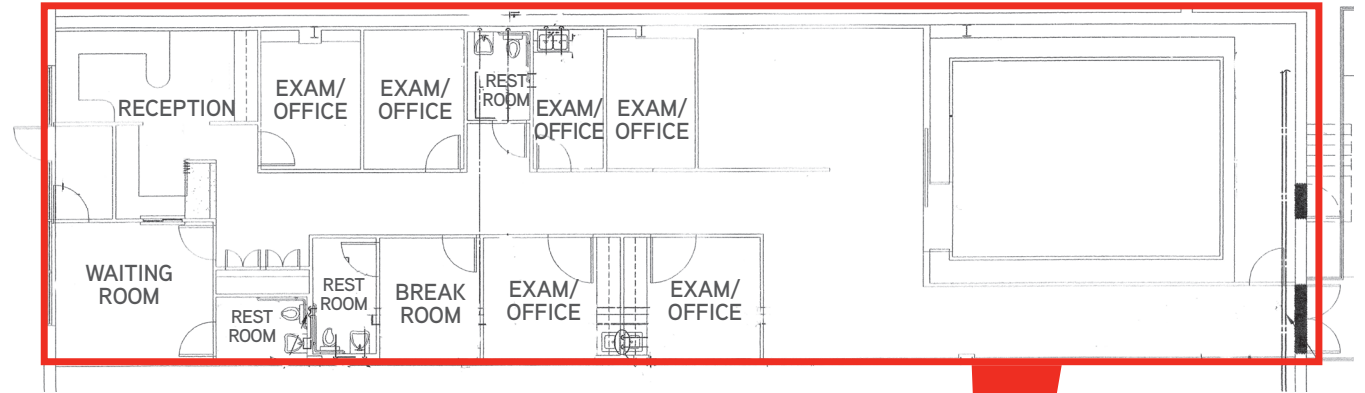 RECEPTION
EXAM/
OFFICE
EXAM/
OFFICE
REST
ROOM
EXAM/
OFFICE
EXAM/
OFFICE
WAITING
ROOM
REST
ROOM
REST
ROOM
BREAK
ROOM
EXAM/
OFFICE
EXAM/
OFFICE